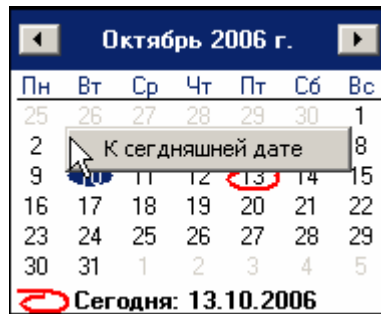 Октябрь 2006 г.
Пн Вт Ср Чт Пт Сб Вс
25 26 27 28 29 30 1
2 К сегдняшней дате 8
9 10 11 12 13 14 15
16 17 18 19 20 21 22
23 24 25 26 27 28 29
30 31 1 2 3 4 5
Сегодня: 13.10.2006